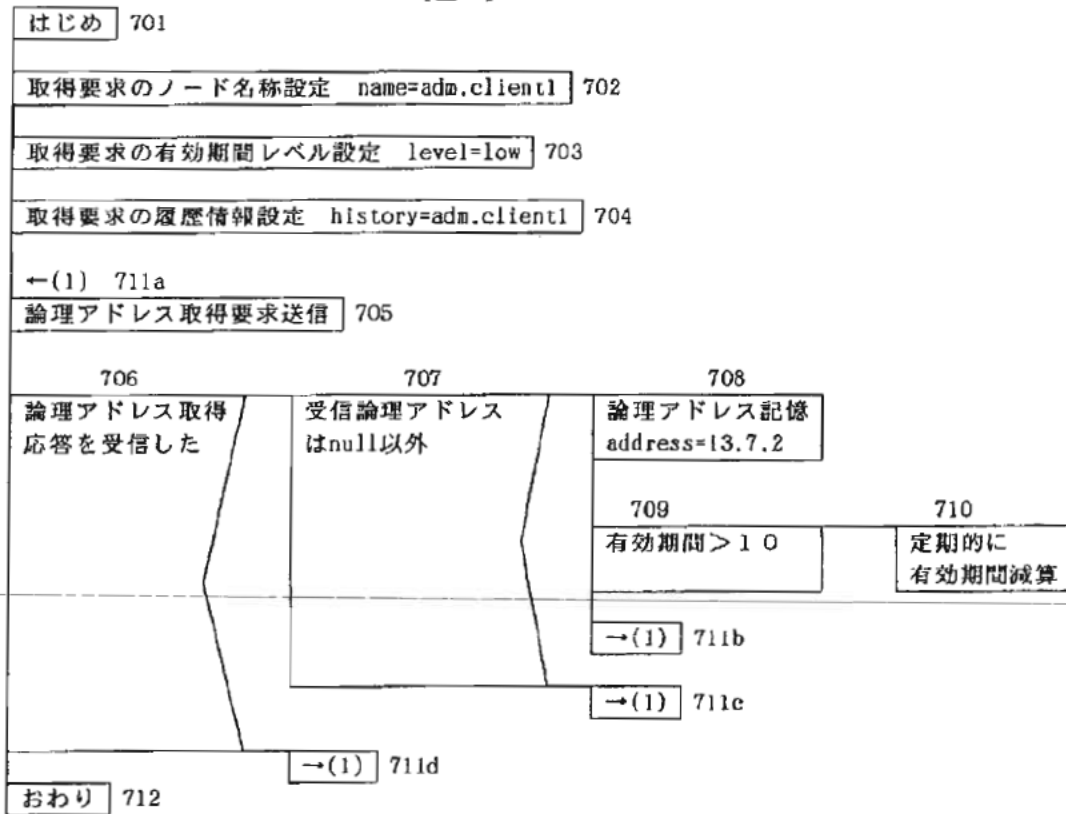 はじめ 701
取得要求のノード名称設定 name=adm.client1 702
取得要求の有効期間レベル設定 level=low 703
取得要求の履歴情報設定 history=adm.client1 704
←(1) 711a
論理アドレス取得要求送信 705
706 707 708
論理アドレス取得 受信論理アドレス 論理アドレス記憶
応答を受信した はnull以外 address=13.7.2
709 710
有効期間>10 定期的に
有効期間減算
→(1) 711b
→(1) 711c
→(1) 711d
おわり 712